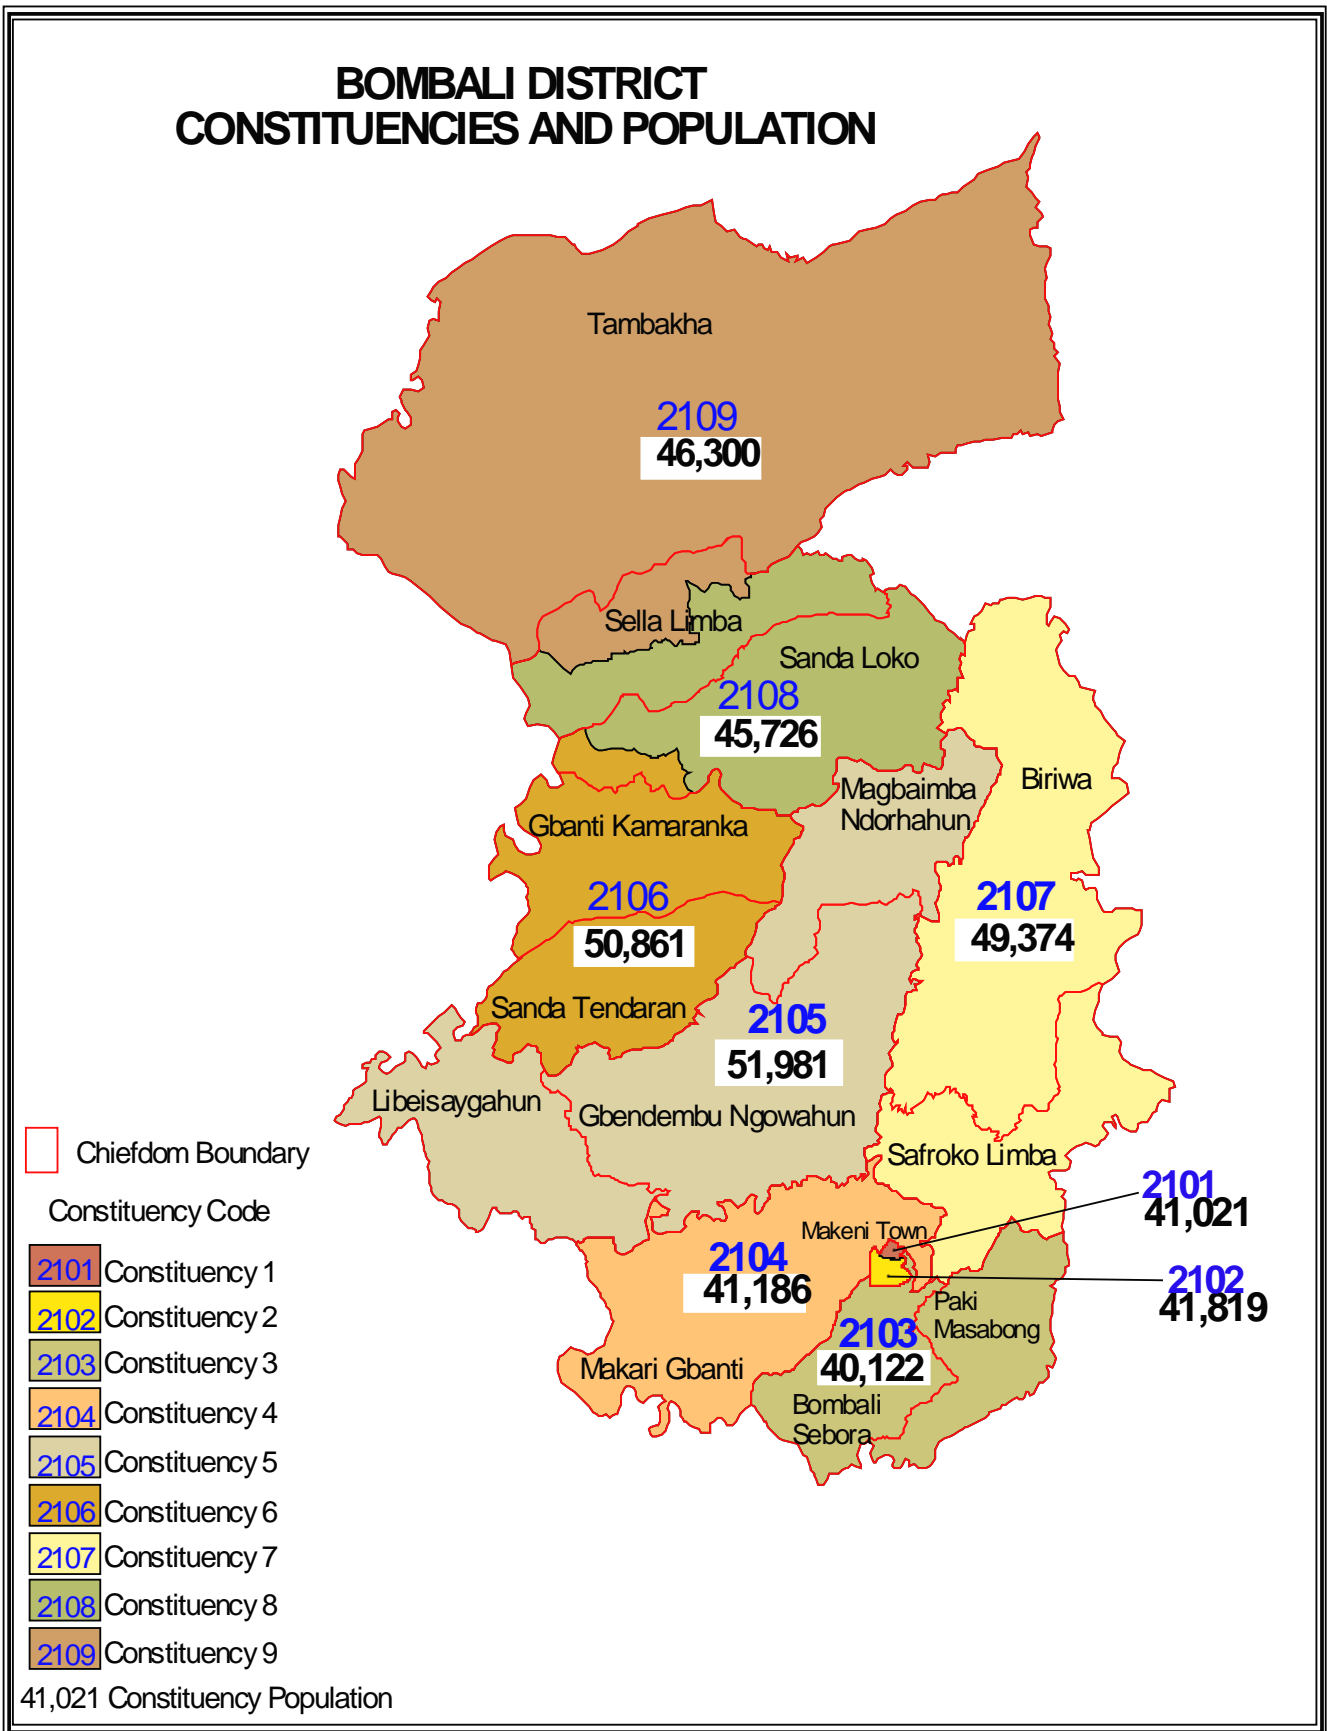 BOMBALI DISTRICT
CONSTITUENCIES AND POPULATION
Tambakha
2109
46,300
Sella Limba
Sanda Loko
2108
45,726
Magbaimba
Ndorhahun
Biriwa
Gbanti Kamaranka
2106
50,861
2107
49,374
Sanda Tendaran
2105
51,981
Libeisaygahun
Gbendembu Ngowahun
Safroko Limba
2101
41,021
Makeni Town
2104
41,186
2102
41,819
Paki
Masabong
2103
40,122
Makari Gbanti
Bombali
Sebora
Chiefdom Boundary
Constituency Code
2101 Constituency 1
2102 Constituency 2
2103 Constituency 3
2104 Constituency 4
2105 Constituency 5
2106 Constituency 6
2107 Constituency 7
2108 Constituency 8
2109 Constituency 9
41,021 Constituency Population